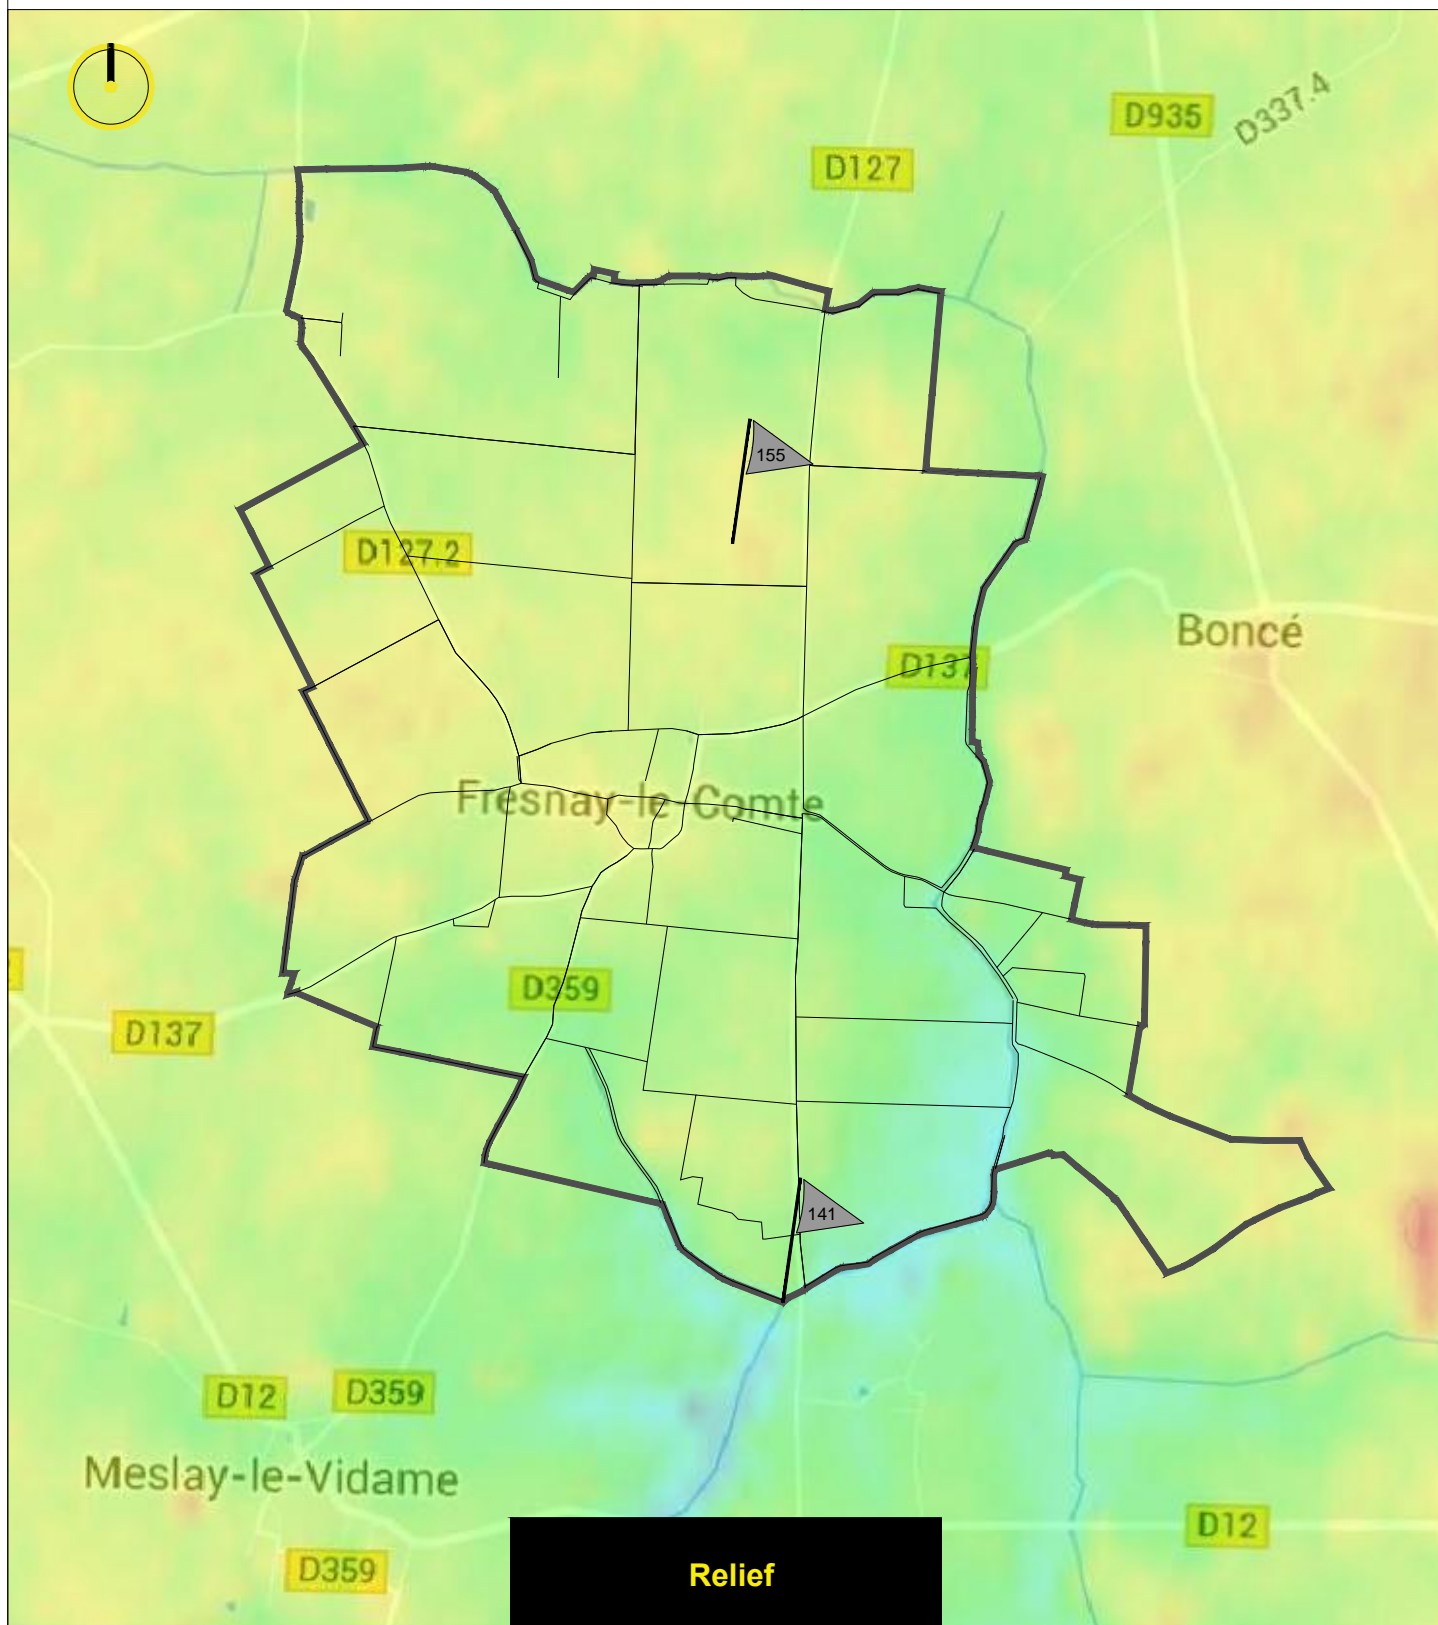 D935
D337.4
D127
155
D127.2
Boncé
D137
Fresnay-le-Comte
D359
D137
141
D12
D359
Meslay-le-Vidame
D12
D359
Relief